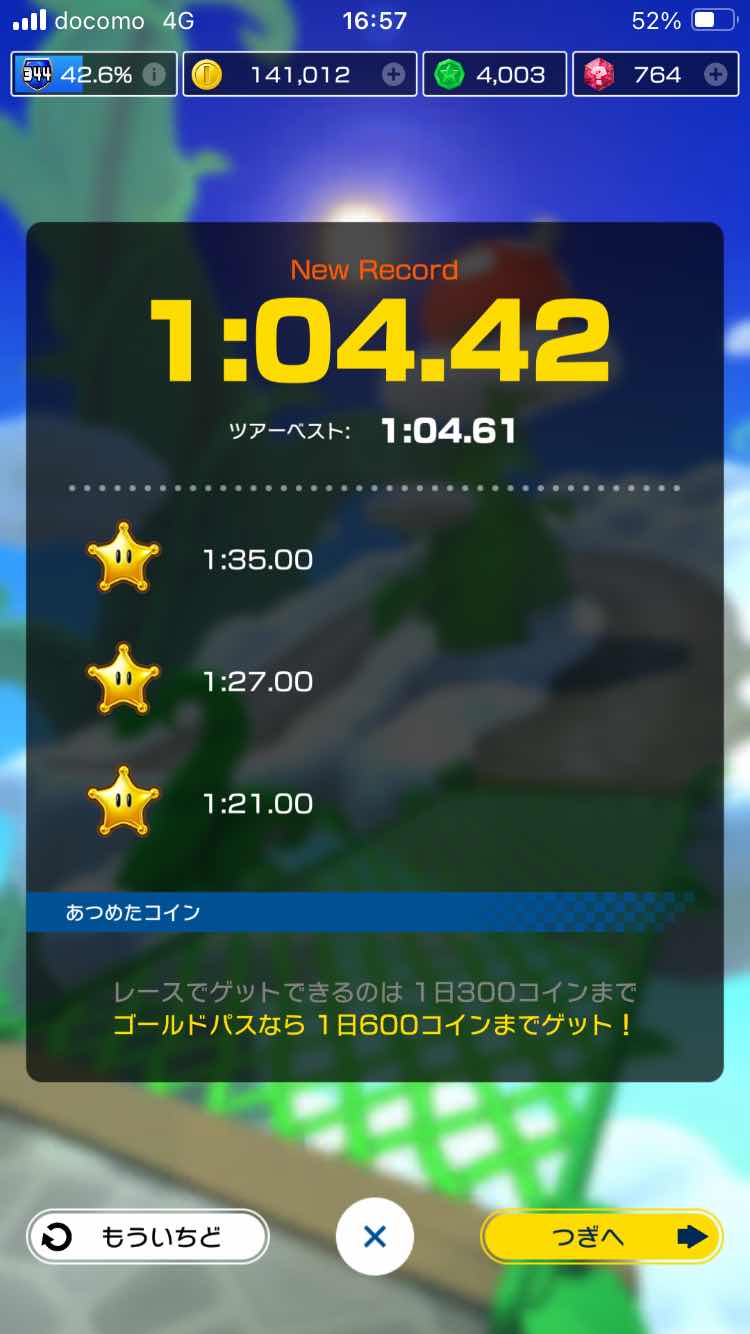 docomo 4G 16:57 52%
344 42.6% i 141,012 + 4,003 ? 764 +
New Record
1:04.42
ツアーベスト: 1:04.61
1:35.00
1:27.00
1:21.00
あつめたコイン
レースでゲットできるのは 1日300コインまで
ゴールドパスなら 1日600コインまでゲット！
もういちど × つぎへ